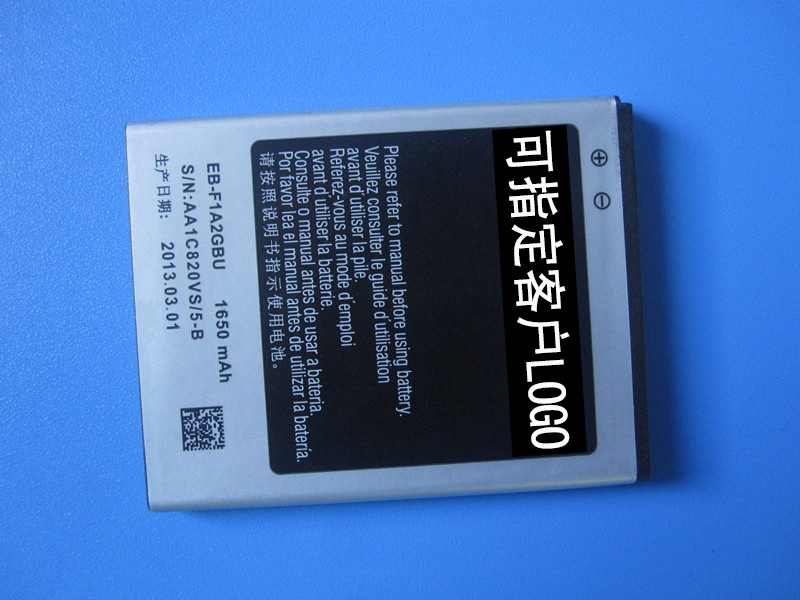 可指定客户LOGO
Please refer to manual before using battery.
Veuillez consulter le guide d'utilisation
avant d'utiliser la pile.
Referez-vous au mode d'emploi
avant d'utiliser la batterie.
Consulte o manual antes de usar a bateria.
Por favor lea el manual antes de utilizar la batería.
请按照说明书指示使用电池。
EB-F1A2GBU 1650 mAh
S/N:AA1C820VS/5-B
生产日期: 2013.03.01